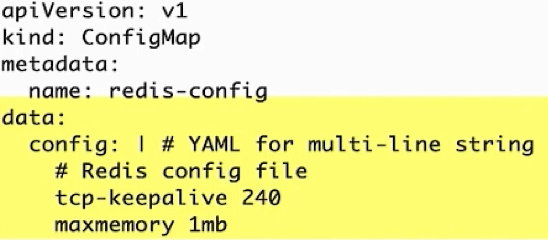 apiVersion: v1
kind: ConfigMap
metadata:
  name: redis-config
data:
  config: | # YAML for multi-line string
    # Redis config file
    tcp-keepalive 240
    maxmemory 1mb